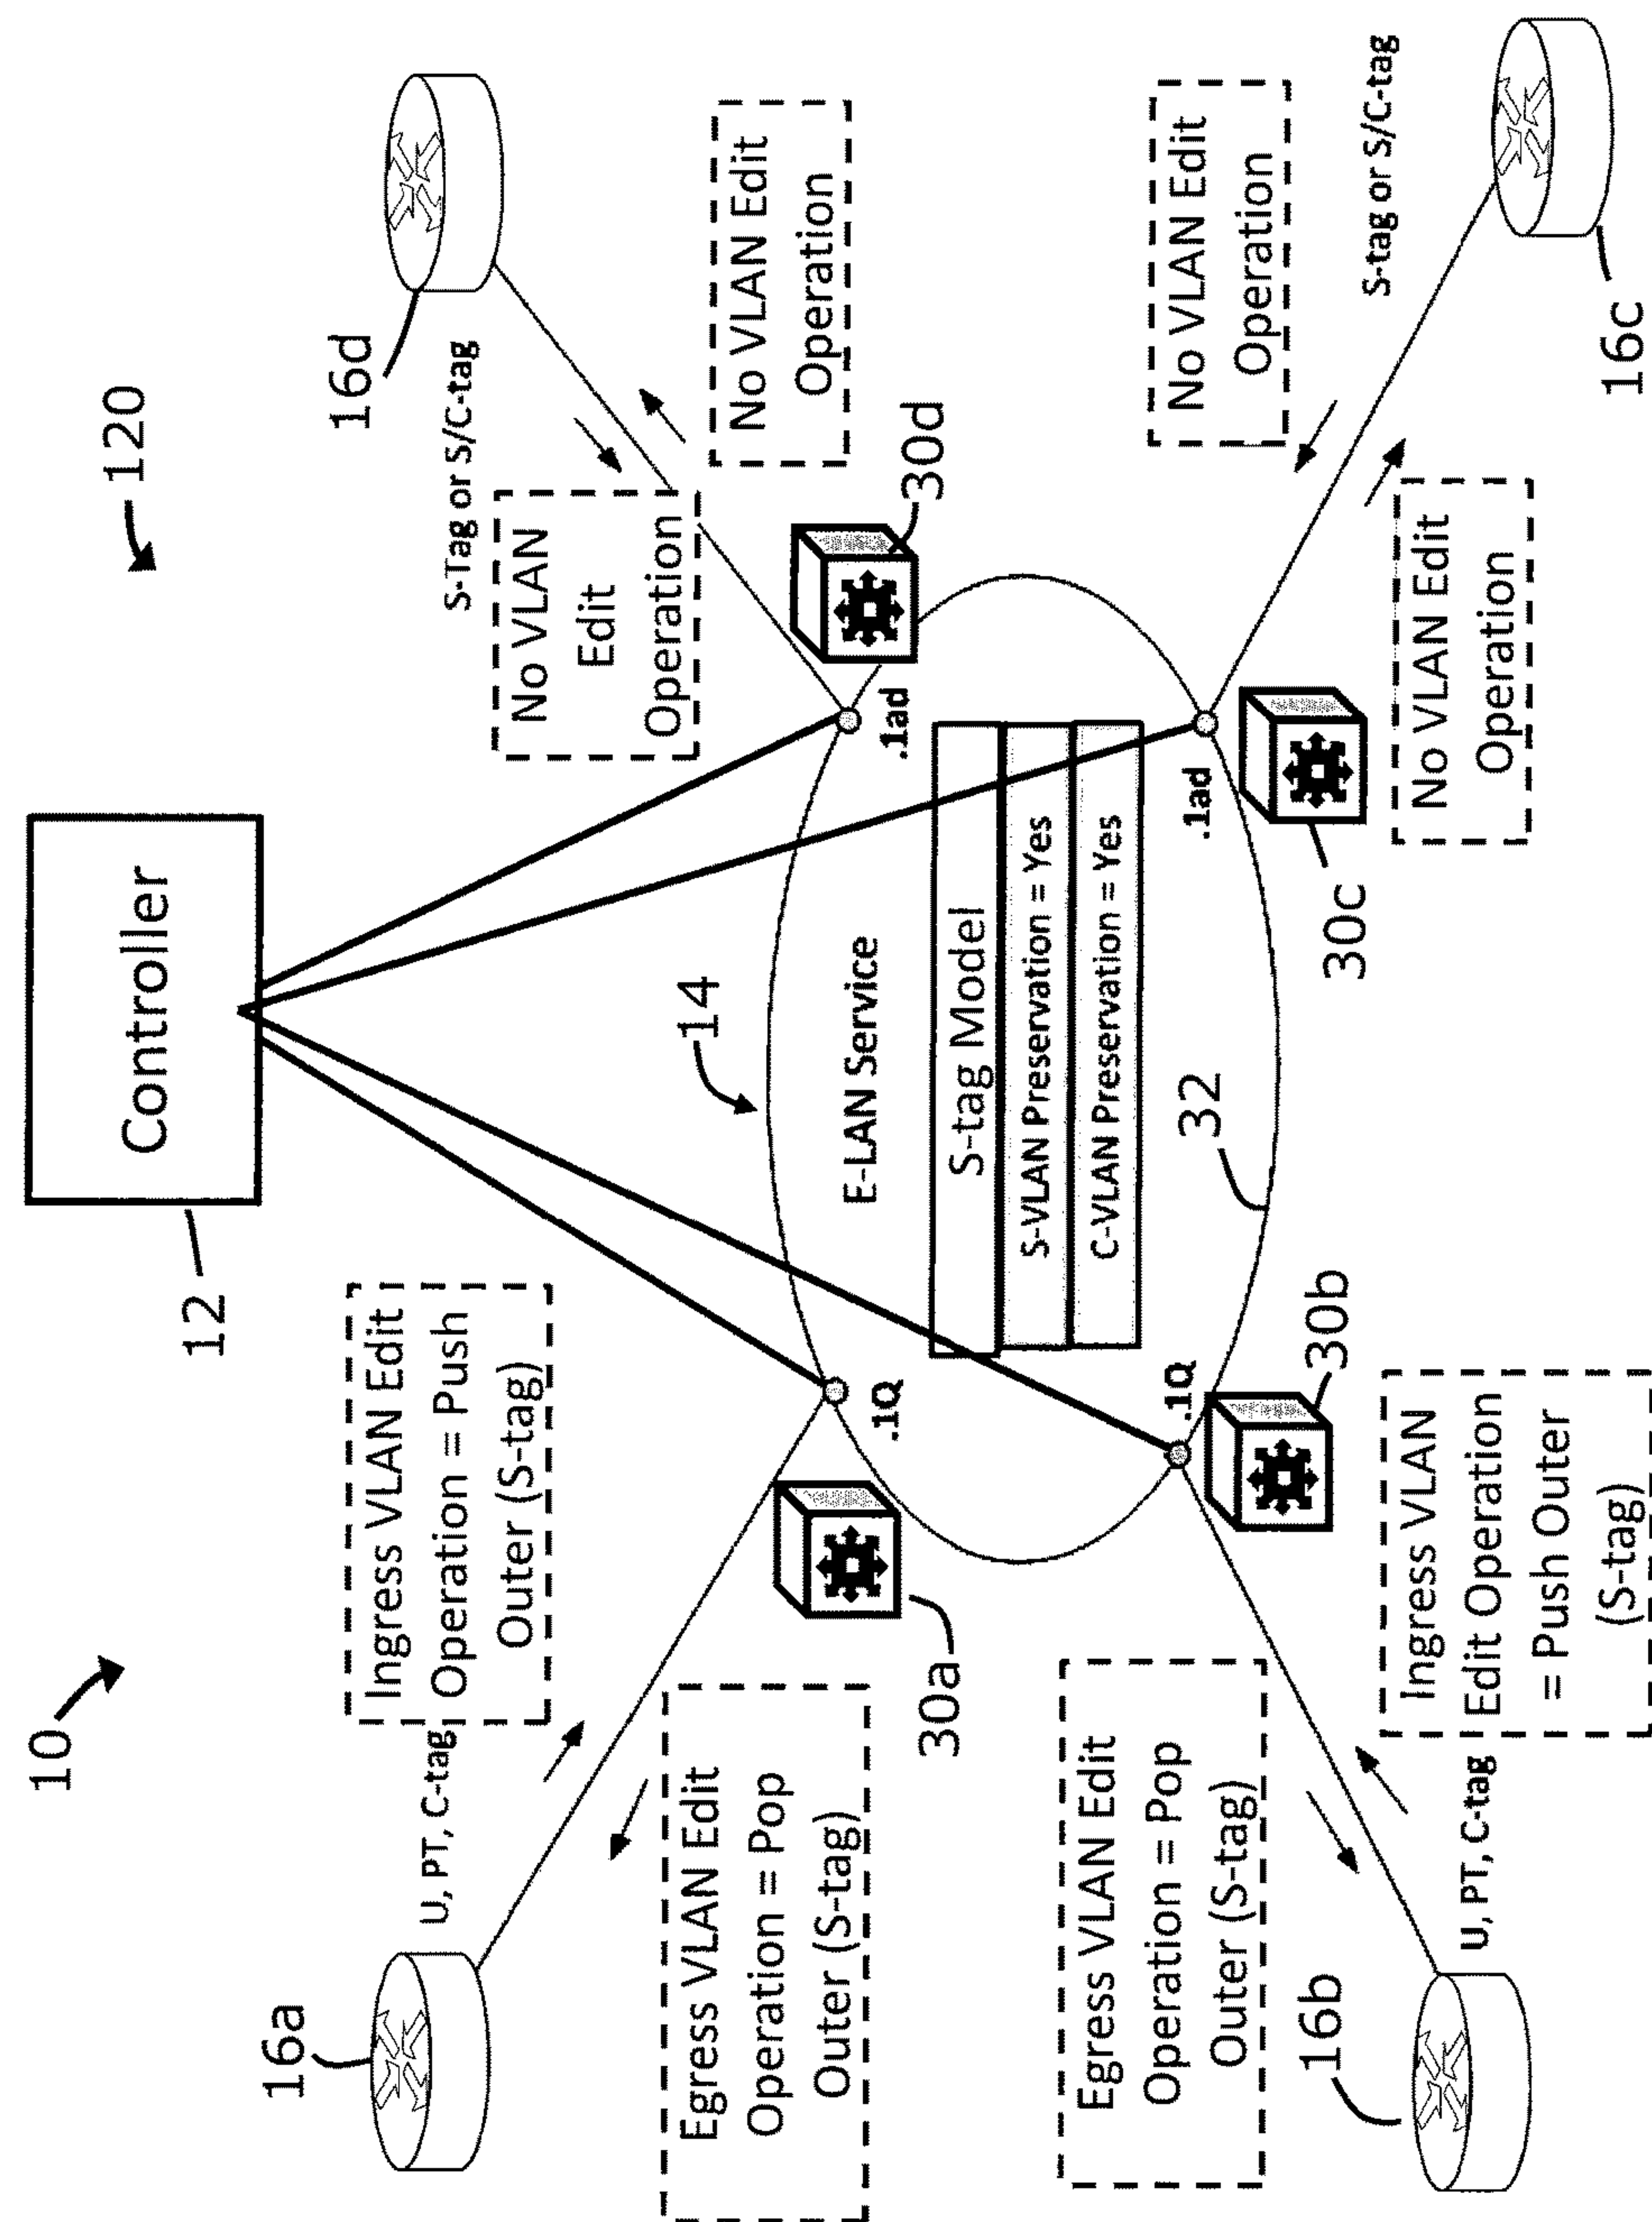 10
120
Controller
12
16a
U, PT, C-tag
Ingress VLAN Edit
Operation = Push
Outer (S-tag)
14
S-Tag or S/C-tag
16d
No VLAN
Edit
Operation
No VLAN Edit
Operation
Egress VLAN Edit
Operation = Pop
Outer (S-tag)
30a
.1Q
E-LAN Service
.1ad
30d
S-tag Model
S-VLAN Preservation = Yes
C-VLAN Preservation = Yes
Egress VLAN Edit
Operation = Pop
Outer (S-tag)
.1Q
32
.1ad
No VLAN Edit
Operation
16b
30b
30c
S-tag or S/C-tag
U, PT, C-tag
Ingress VLAN
Edit Operation
= Push Outer
(S-tag)
No VLAN Edit
Operation
16c